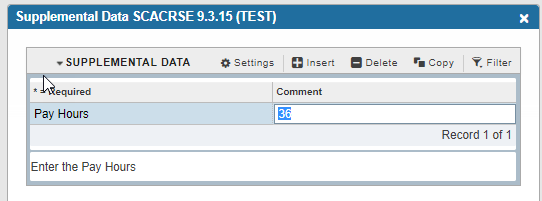 Supplemental Data SCACRSE 9.3.15 (TEST)
SUPPLEMENTAL DATA Settings Insert Delete Copy Filter
* = Required Comment
Pay Hours 36
Record 1 of 1
Enter the Pay Hours